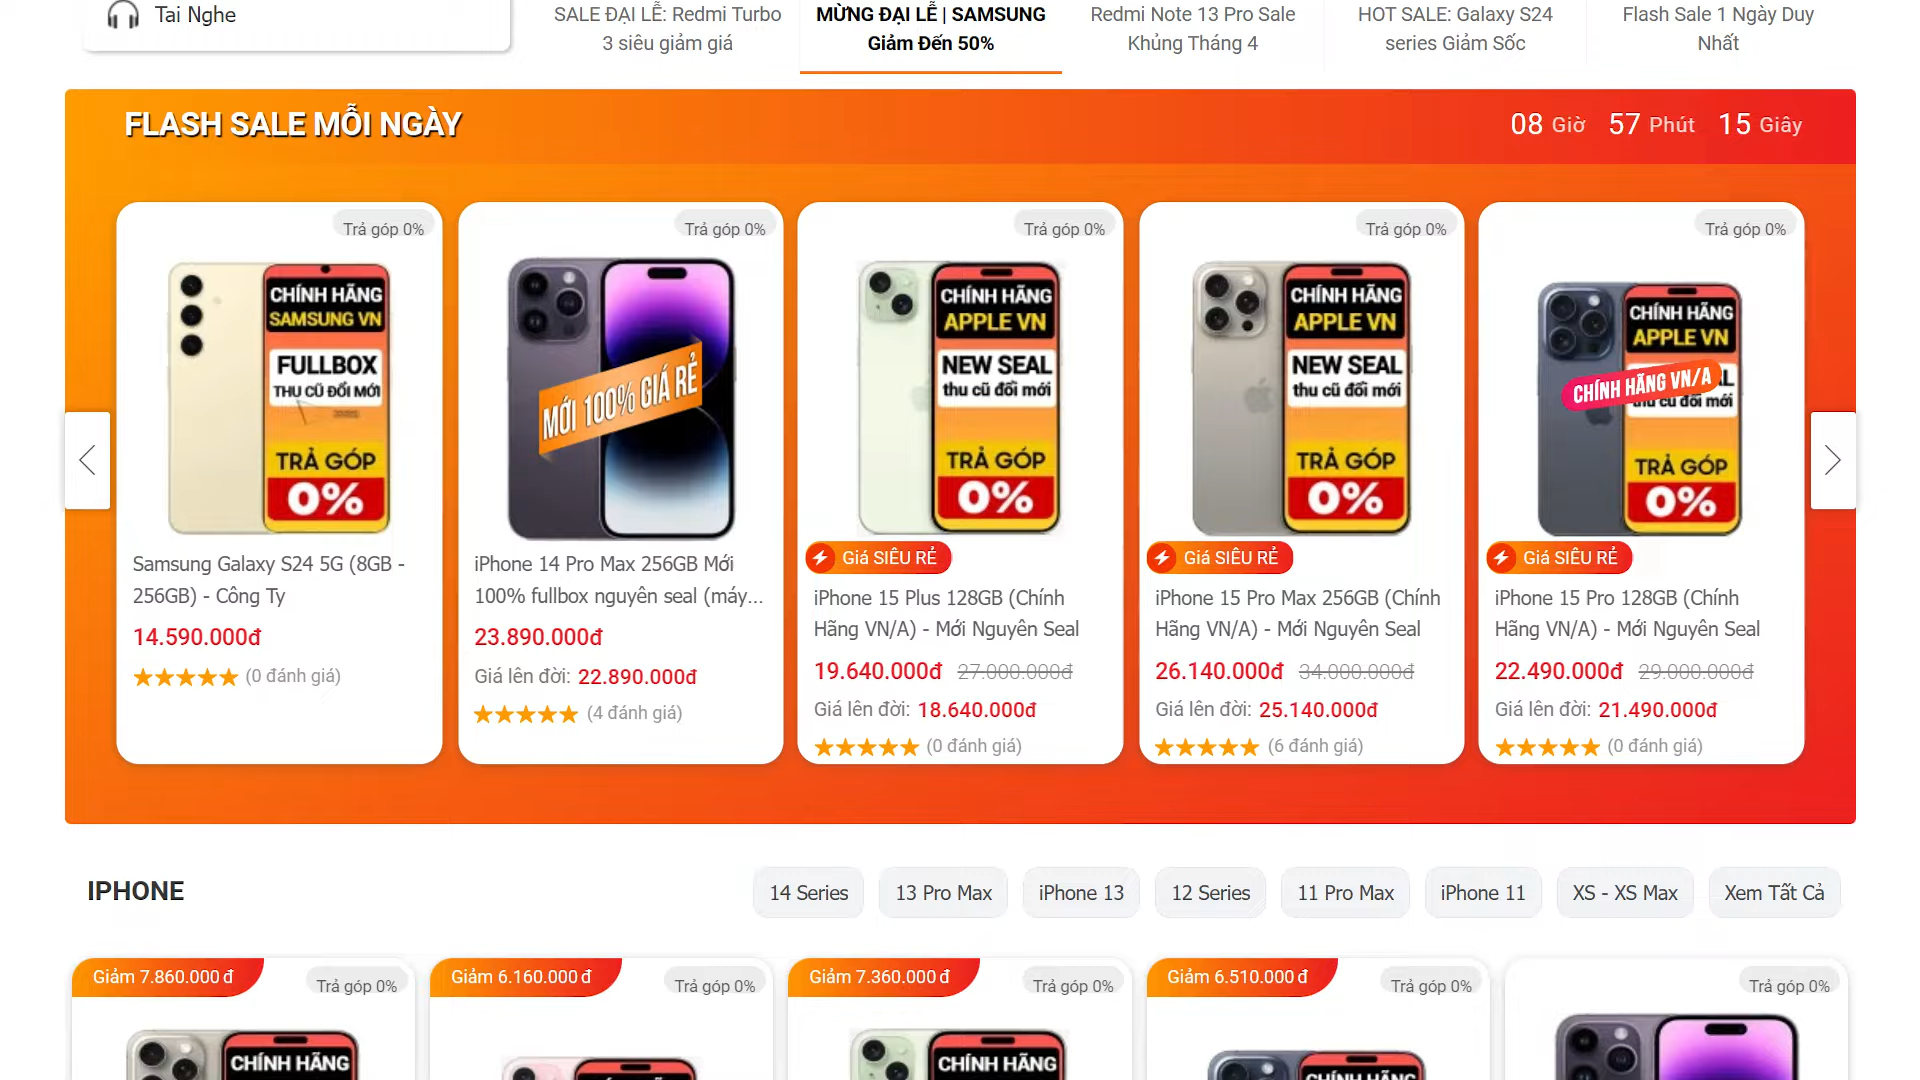 Tai Nghe
SALE ĐẠI LỄ: Redmi Turbo
3 siêu giảm giá
MỪNG ĐẠI LỄ | SAMSUNG
Giảm Đến 50%
Redmi Note 13 Pro Sale
Khủng Tháng 4
HOT SALE: Galaxy S24
series Giảm Sốc
Flash Sale 1 Ngày Duy
Nhất
FLASH SALE MỖI NGÀY
08 Giờ 57 Phút 15 Giây
Trả góp 0%
CHÍNH HÃNG
SAMSUNG VN
FULLBOX
THU CŨ ĐỔI MỚI
TRẢ GÓP
0%
Samsung Galaxy S24 5G (8GB -
256GB) - Công Ty
14.590.000đ
(0 đánh giá)
Trả góp 0%
MỚI 100% GIÁ RẺ
iPhone 14 Pro Max 256GB Mới
100% fullbox nguyên seal (máy...
23.890.000đ
Giá lên đời: 22.890.000đ
(4 đánh giá)
Trả góp 0%
CHÍNH HÃNG
APPLE VN
NEW SEAL
thu cũ đổi mới
TRẢ GÓP
0%
Giá SIÊU RẺ
iPhone 15 Plus 128GB (Chính
Hãng VN/A) - Mới Nguyên Seal
19.640.000đ 27.000.000đ
Giá lên đời: 18.640.000đ
(0 đánh giá)
Trả góp 0%
CHÍNH HÃNG
APPLE VN
NEW SEAL
thu cũ đổi mới
TRẢ GÓP
0%
Giá SIÊU RẺ
iPhone 15 Pro Max 256GB (Chính
Hãng VN/A) - Mới Nguyên Seal
26.140.000đ 34.000.000đ
Giá lên đời: 25.140.000đ
(6 đánh giá)
Trả góp 0%
CHÍNH HÃNG
APPLE VN
CHÍNH HÃNG VN/A
thu cũ đổi mới
TRẢ GÓP
0%
Giá SIÊU RẺ
iPhone 15 Pro 128GB (Chính
Hãng VN/A) - Mới Nguyên Seal
22.490.000đ 29.000.000đ
Giá lên đời: 21.490.000đ
(0 đánh giá)
IPHONE
14 Series
13 Pro Max
iPhone 13
12 Series
11 Pro Max
iPhone 11
XS - XS Max
Xem Tất Cả
Giảm 7.860.000 đ
Trả góp 0%
CHÍNH HÃNG
Giảm 6.160.000 đ
Trả góp 0%
Giảm 7.360.000 đ
Trả góp 0%
CHÍNH HÃNG
Giảm 6.510.000 đ
Trả góp 0%
CHÍNH HÃNG
Trả góp 0%